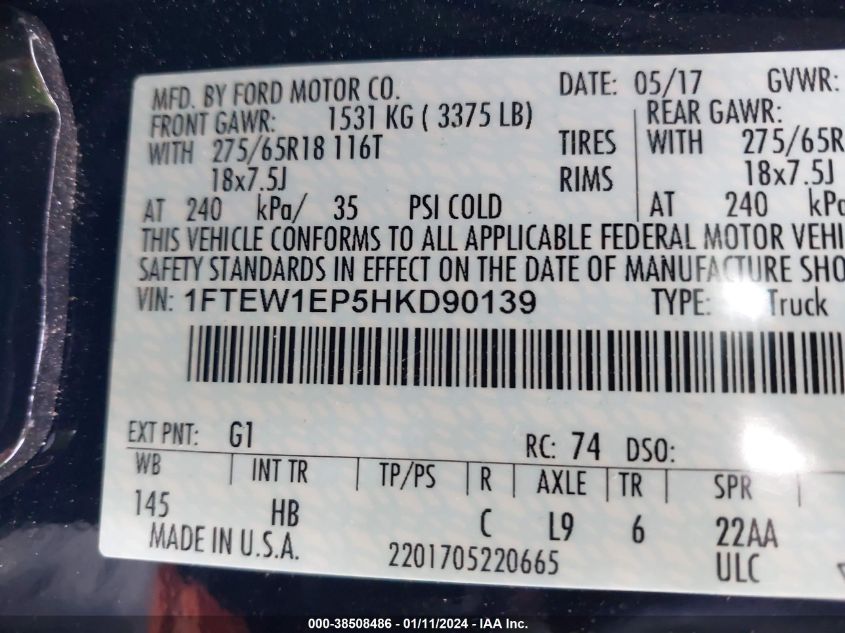 MFD. BY FORD MOTOR CO. DATE: 05/17 GVWR:
FRONT GAWR: 1531 KG ( 3375 LB) REAR GAWR:
WITH 275/65R18 116T TIRES WITH 275/65R
18x7.5J RIMS 18x7.5J
AT 240 kPa/ 35 PSI COLD AT 240 kPa
THIS VEHICLE CONFORMS TO ALL APPLICABLE FEDERAL MOTOR VEHI
SAFETY STANDARDS IN EFFECT ON THE DATE OF MANUFACTURE SHO
VIN: 1FTEW1EP5HKD90139 TYPE: Truck
EXT PNT: G1 RC: 74 DSO:
WB INT TR TP/PS R AXLE TR SPR
145 HB C L9 6 22AA
MADE IN U.S.A. 2201705220665 ULC
000-38508486 - 01/11/2024 - IAA Inc.